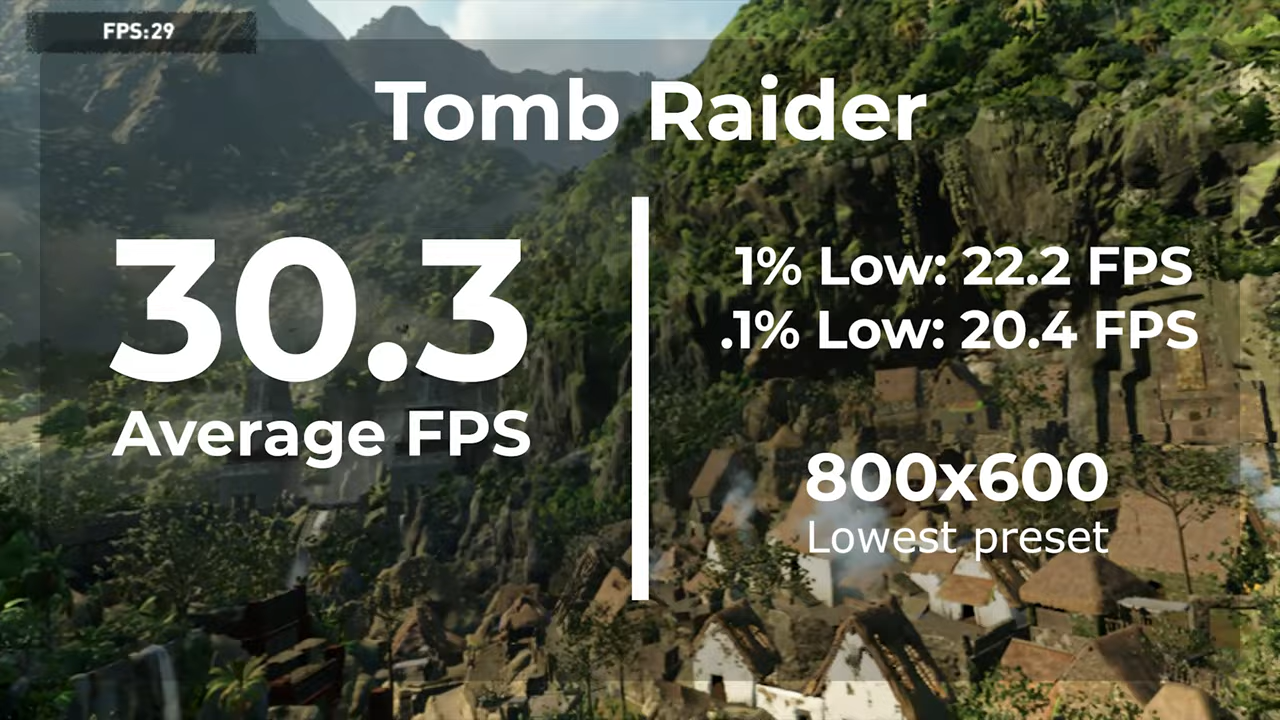 FPS:29
Tomb Raider
30.3
Average FPS
1% Low: 22.2 FPS
.1% Low: 20.4 FPS
800x600
Lowest preset